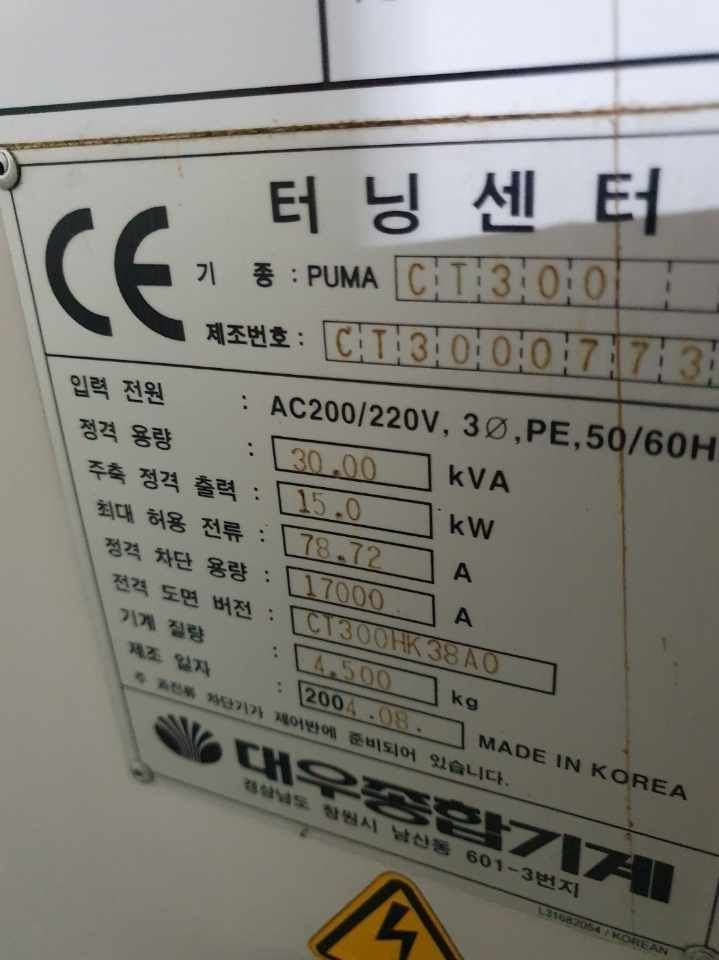 CE
터닝센터
기 종 : PUMA CT300
제조번호 : CT3000773
입력 전원 : AC200/220V, 3Ø, PE, 50/60H
정격 용량 : 30.00 kVA
주축 정격 출력 : 15.0 kW
최대 허용 전류 : 78.72 A
정격 차단 용량 : 17000 A
전격 도면 버전 : CT300HK38A0
기계 질량 : 4.500 kg
제조 일자 : 2004.08. MADE IN KOREA
주 과전류 차단기가 제어반에 준비되어 있습니다.
대우종합기계
경상남도 창원시 남산동 601-3번지
L31682054 / KOREAN